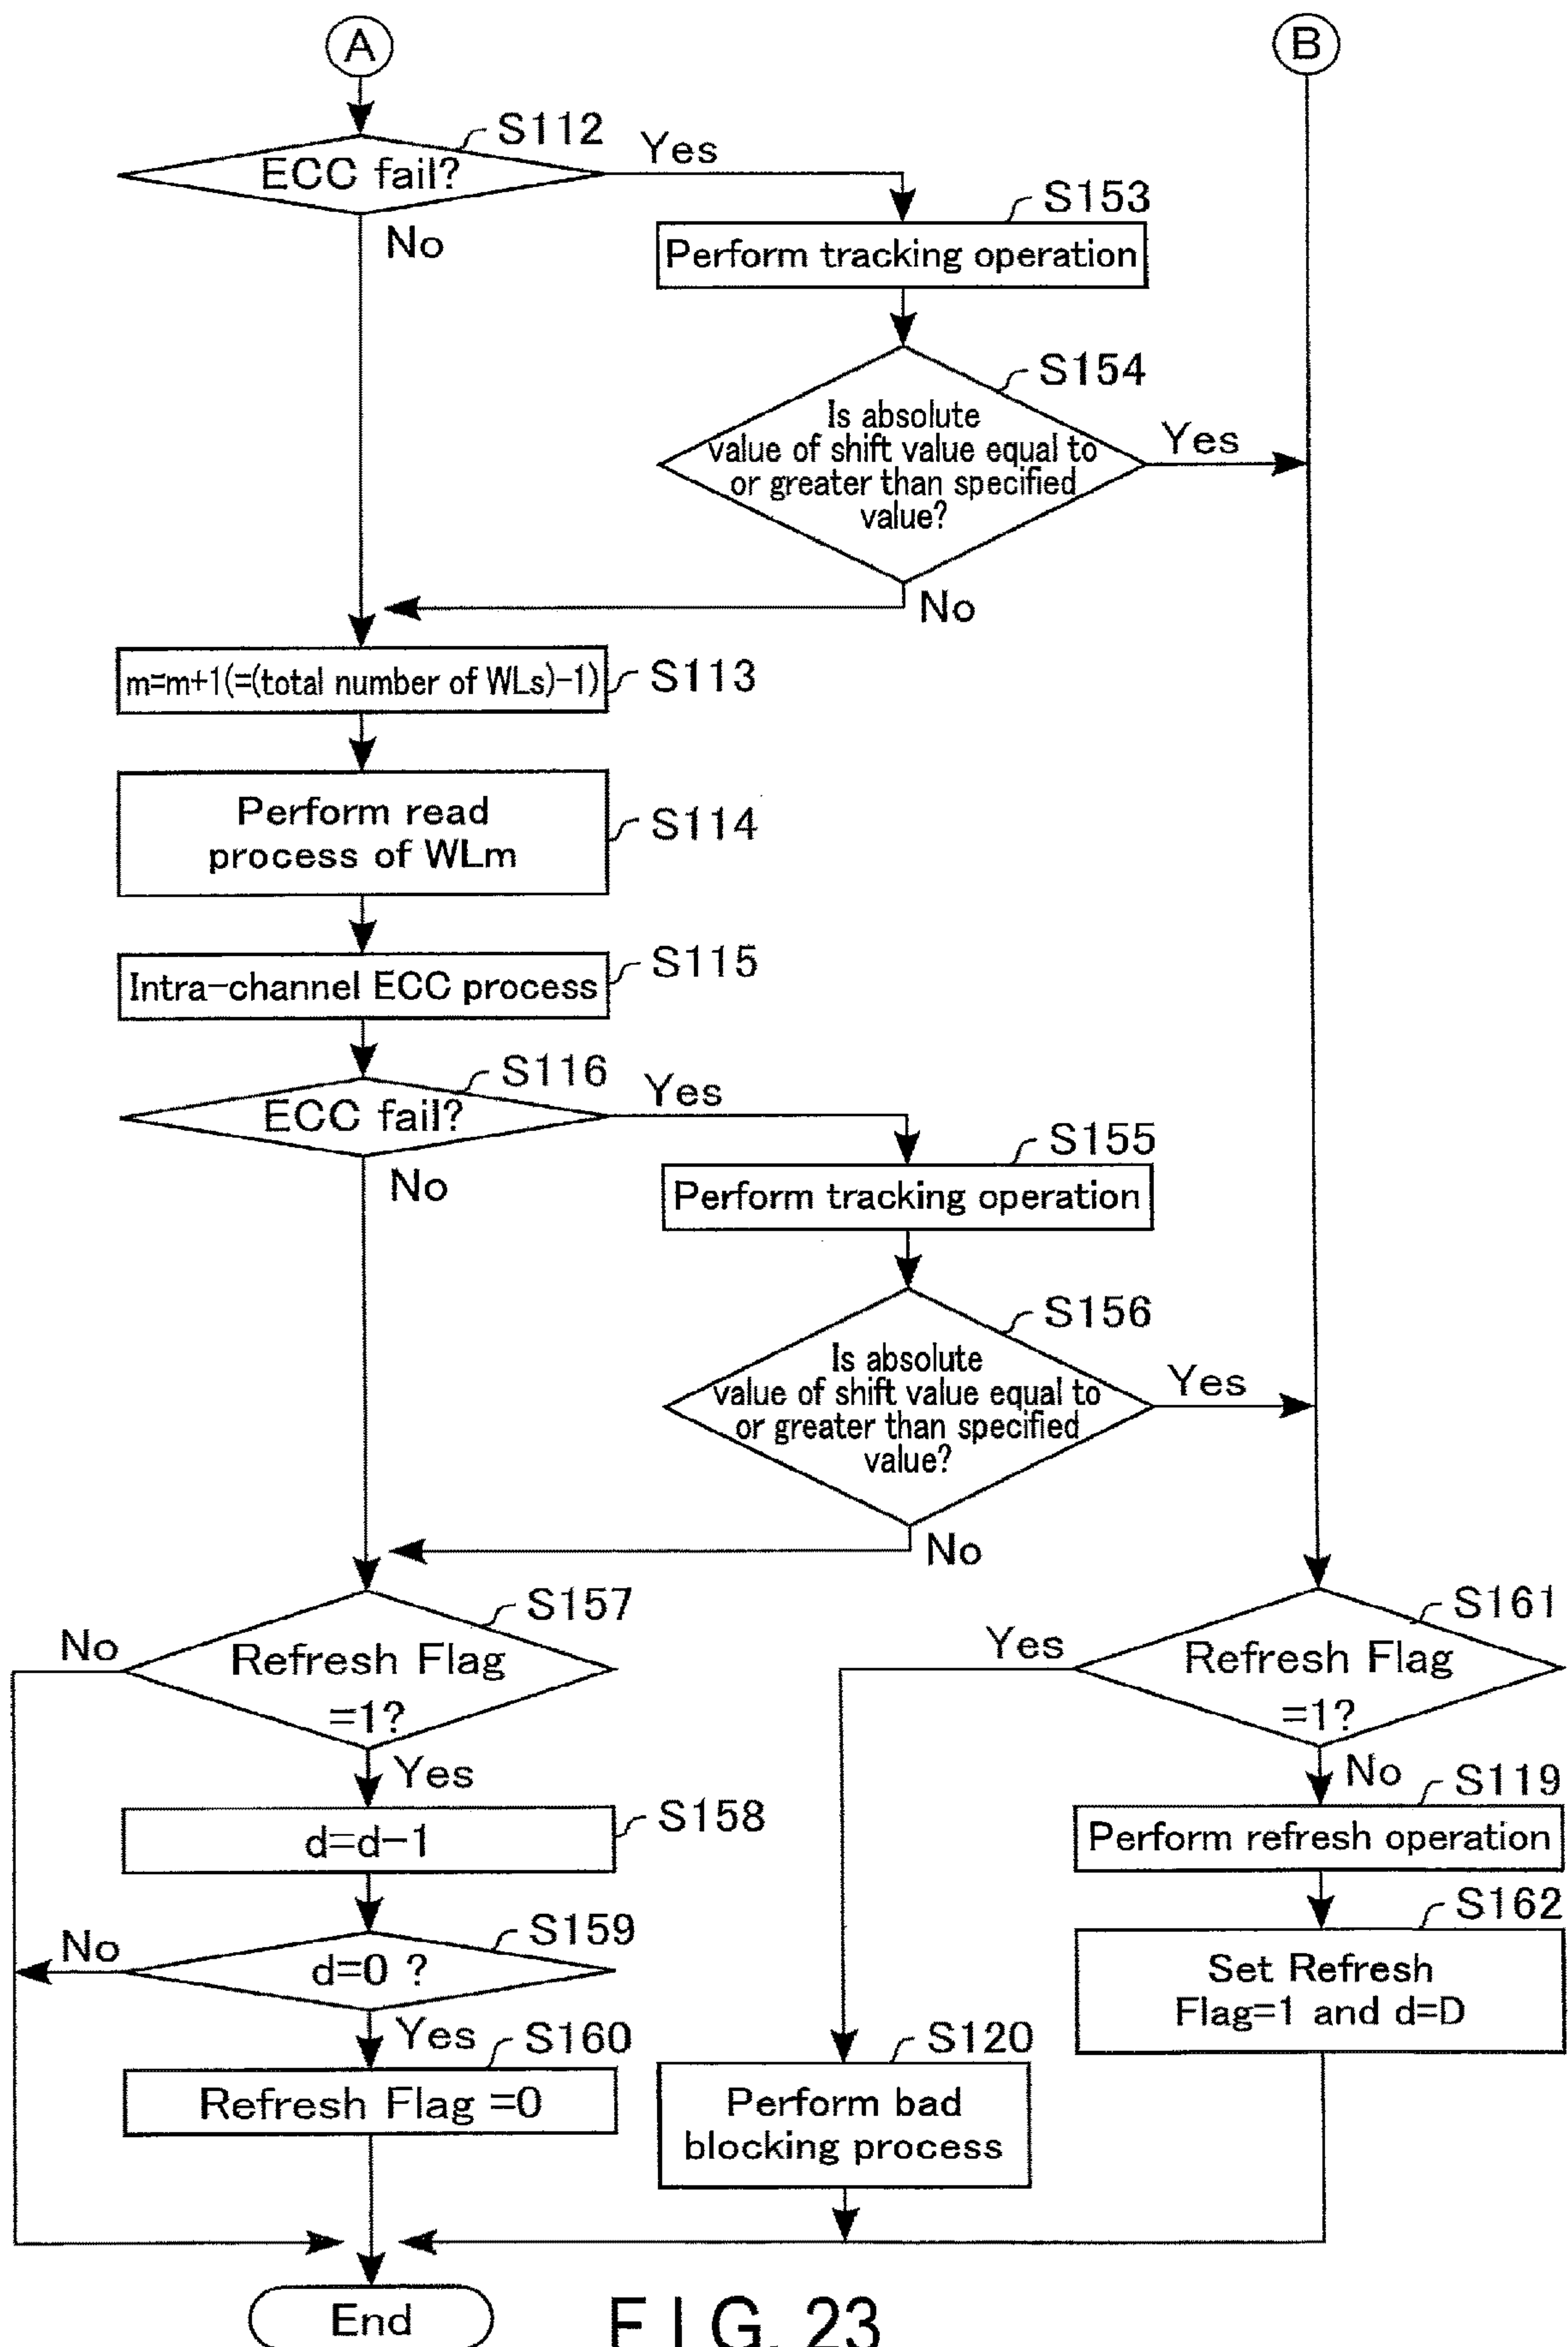 A
B
S112
ECC fail?
Yes
No
S153
Perform tracking operation
S154
Is absolute
value of shift value equal to
or greater than specified
value?
Yes
No
m=m+1(=(total number of WLs)-1)
S113
Perform read
process of WLm
S114
Intra-channel ECC process
S115
S116
ECC fail?
Yes
No
S155
Perform tracking operation
S156
Is absolute
value of shift value equal to
or greater than specified
value?
Yes
No
S157
Refresh Flag
=1?
No
Yes
S158
d=d-1
S159
d=0 ?
No
Yes
S160
Refresh Flag =0
S161
Refresh Flag
=1?
Yes
No
S119
Perform refresh operation
S162
Set Refresh
Flag=1 and d=D
S120
Perform bad
blocking process
End
FIG. 23